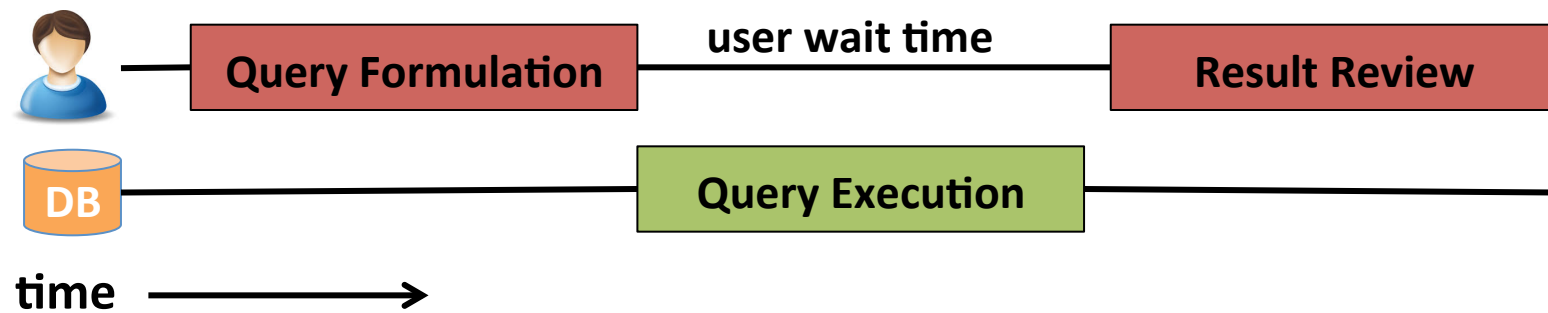 user wait time
Query Formulation
Result Review
DB
Query Execution
time